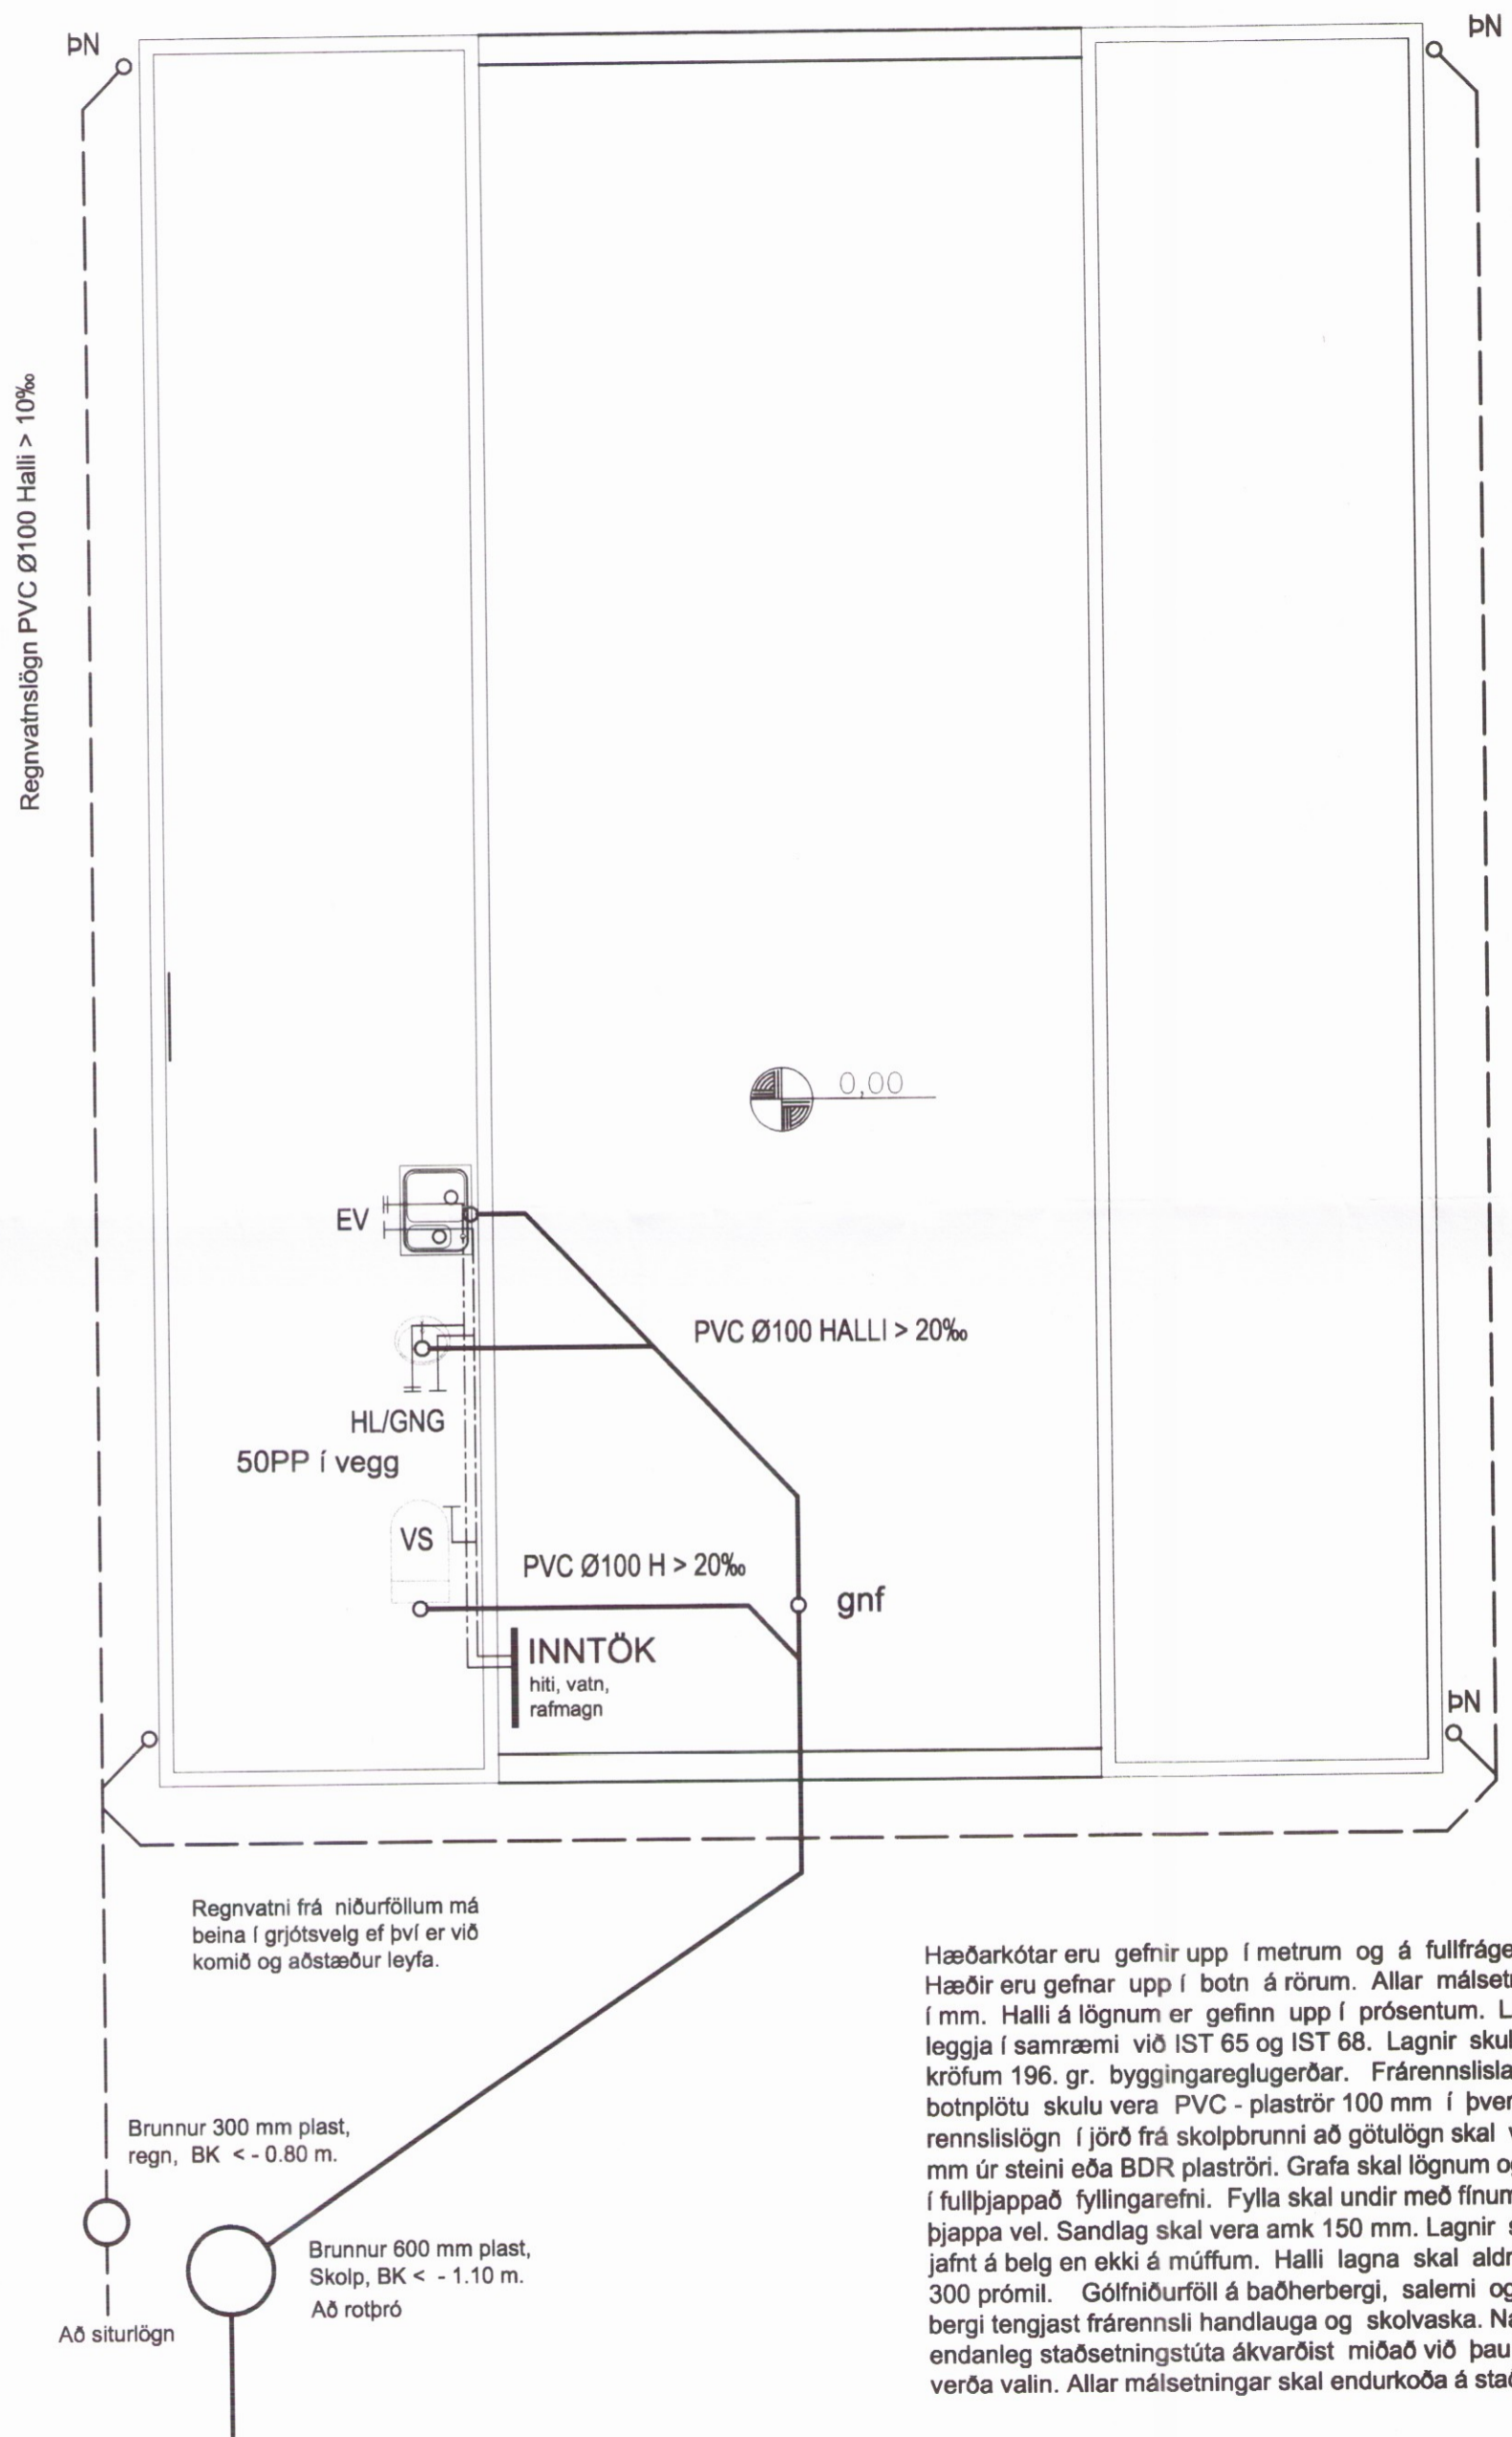 ÞN
ÞN
Regnvatnslögn PVC Ø100 Halli > 10‰
0,00
EV
PVC Ø100 HALLI > 20‰
HL/GNG
50PP í vegg
VS
PVC Ø100 H > 20‰
gnf
INNTÖK
hiti, vatn,
rafmagn
ÞN
Regnvatni frá niðurföllum má
beina í grjótsvelg ef því er við
komið og aðstæður leyfa.
Brunnur 300 mm plast,
regn, BK < - 0.80 m.
Brunnur 600 mm plast,
Skolp, BK < - 1.10 m.
Að rotþró
Að siturlögn
Hæðarkótar eru gefnir upp í metrum og á fullfráge
Hæðir eru gefnar upp í botn á rörum. Allar málset
í mm. Halli á lögnum er gefinn upp í prósentum. L
leggja í samræmi við IST 65 og IST 68. Lagnir skul
kröfum 196. gr. byggingareglugerðar. Frárennslisla
botnplötu skulu vera PVC - plaströr 100 mm í þver
rennslislögn í jörð frá skolpbrunni að götulögn skal
mm úr steini eða BDR plaströri. Grafa skal lögnum o
í fullþjappað fyllingarefni. Fylla skal undir með fínum
þjappa vel. Sandlag skal vera amk 150 mm. Lagnir
jafnt á belg en ekki á múffum. Halli lagna skal aldr
300 prómil. Gólfniðurföll á baðherbergi, salerni og
bergi tengjast frárennsli handlauga og skolvaska. Ná
endanleg staðsetningstúta ákvarðist miðað við þau
verða valin. Allar málsetningar skal endurkoða á stað